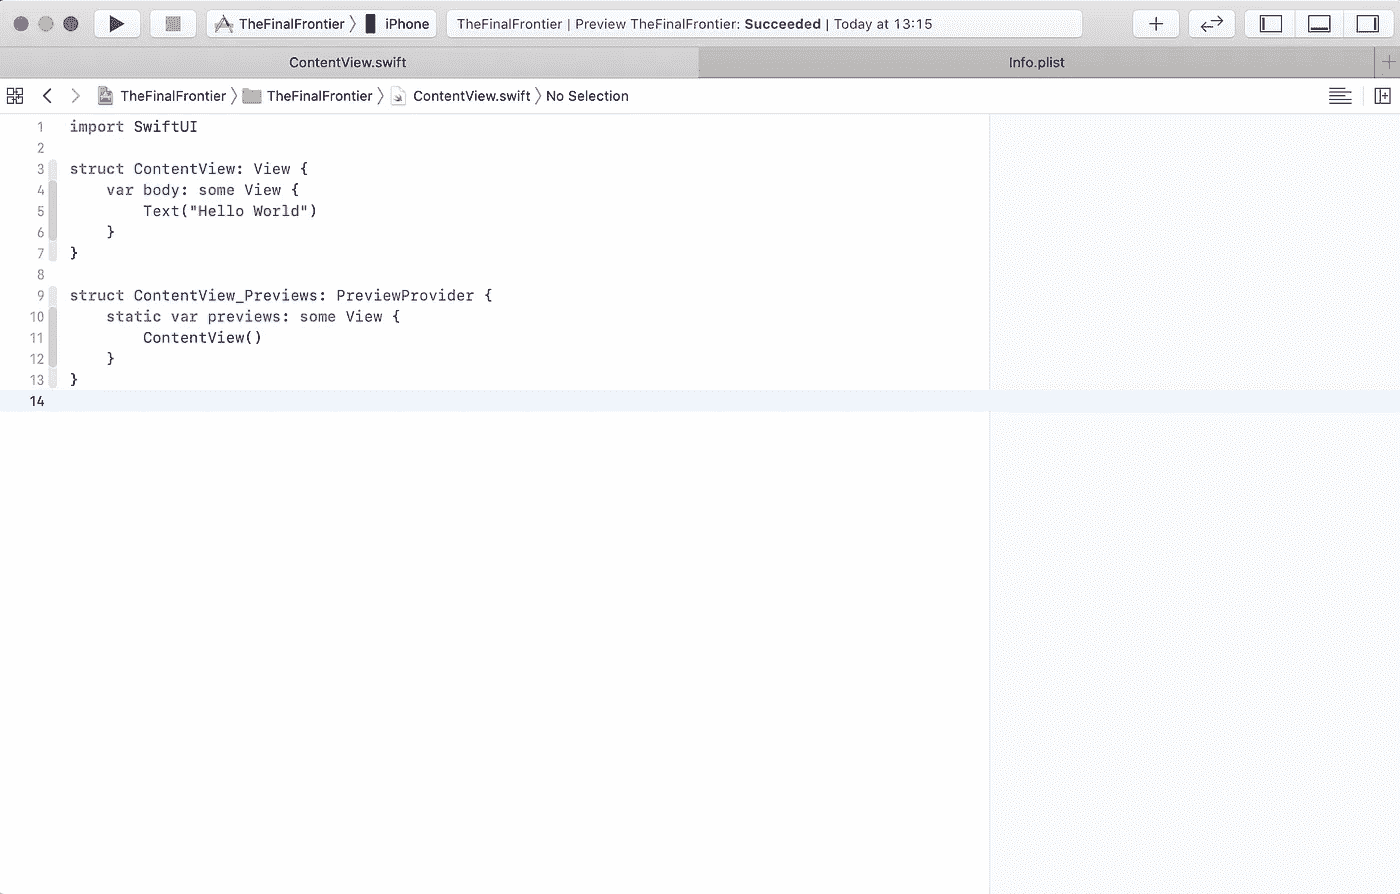 TheFinalFrontier 〉 iPhone
TheFinalFrontier | Preview TheFinalFrontier: Succeeded | Today at 13:15
ContentView.swift
Info.plist
TheFinalFrontier 〉 TheFinalFrontier 〉 ContentView.swift 〉 No Selection
1 import SwiftUI
2
3 struct ContentView: View {
4     var body: some View {
5         Text("Hello World")
6     }
7 }
8
9 struct ContentView_Previews: PreviewProvider {
10     static var previews: some View {
11         ContentView()
12     }
13 }
14